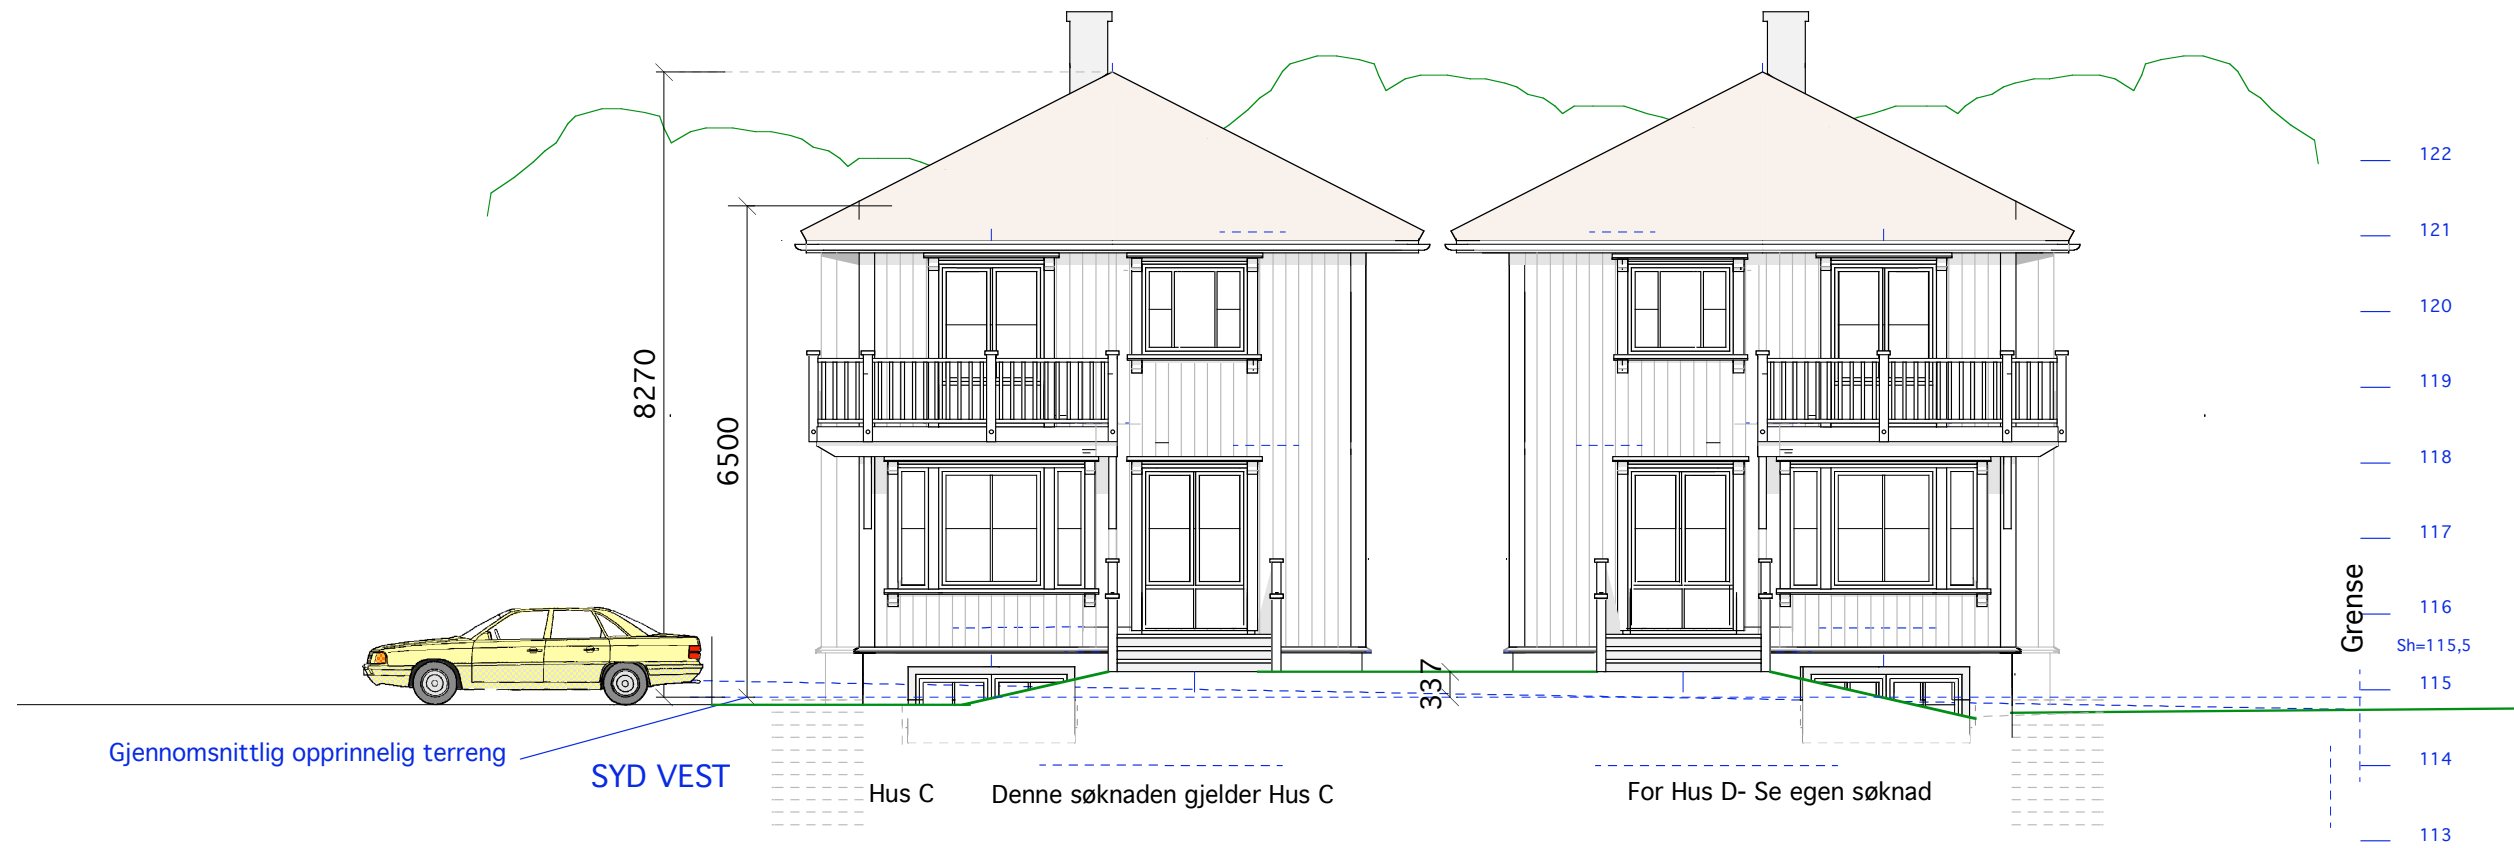 122
121
120
119
8270
6500
118
117
Grense
116
Sh=115,5
337
115
Gjennomsnittlig opprinnelig terreng
SYD VEST
114
Hus C
Denne søknaden gjelder Hus C
For Hus D- Se egen søknad
113